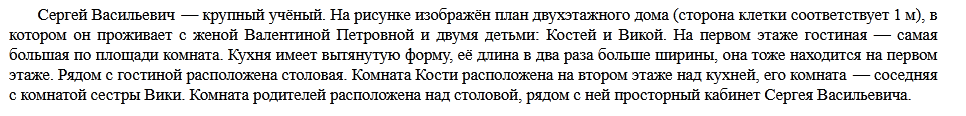 Сергей Васильевич — крупный учёный. На рисунке изображён план двухэтажного дома (сторона клетки соответствует 1 м), в
котором он проживает с женой Валентиной Петровной и двумя детьми: Костей и Викой. На первом этаже гостиная — самая
большая по площади комната. Кухня имеет вытянутую форму, её длина в два раза больше ширины, она тоже находится на первом
этаже. Рядом с гостиной расположена столовая. Комната Кости расположена на втором этаже над кухней, его комната — соседняя
с комнатой сестры Вики. Комната родителей расположена над столовой, рядом с ней просторный кабинет Сергея Васильевича.